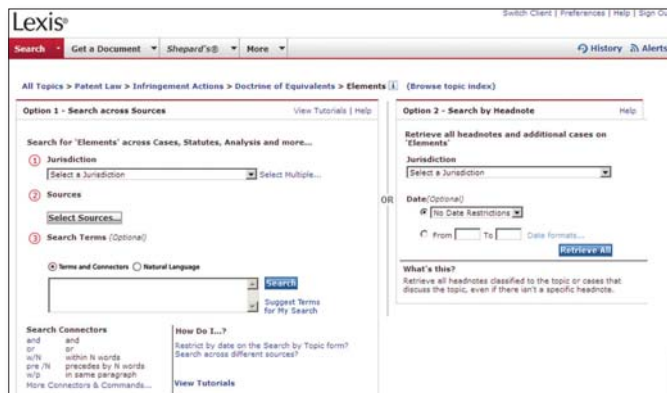 Switch Client | Preferences | Help | Sign Ou
Lexis®
Search Get a Document Shepard's® More History Alerts
All Topics > Patent Law > Infringement Actions > Doctrine of Equivalents > Elements i (Browse topic index)
Option 1 - Search across Sources View Tutorials | Help
Search for 'Elements' across Cases, Statutes, Analysis and more...
1 Jurisdiction
Select a Jurisdiction Select Multiple...
2 Sources
Select Sources...
3 Search Terms (Optional)
Terms and Connectors Natural Language
Search
Suggest Terms
for My Search
Search Connectors
and and
or or
w/N within N words
pre /N precedes by N words
w/p in same paragraph
More Connectors & Commands...
How Do I...?
Restrict by date on the Search by Topic form?
Search across different sources?
View Tutorials
OR
Option 2 - Search by Headnote Help
Retrieve all headnotes and additional cases on
'Elements'
Jurisdiction
Select a Jurisdiction
Date(Optional)
No Date Restrictions
From To Date formats...
Retrieve All
What's this?
Retrieve all headnotes classified to the topic or cases that
discuss the topic, even if there isn't a specific headnote.